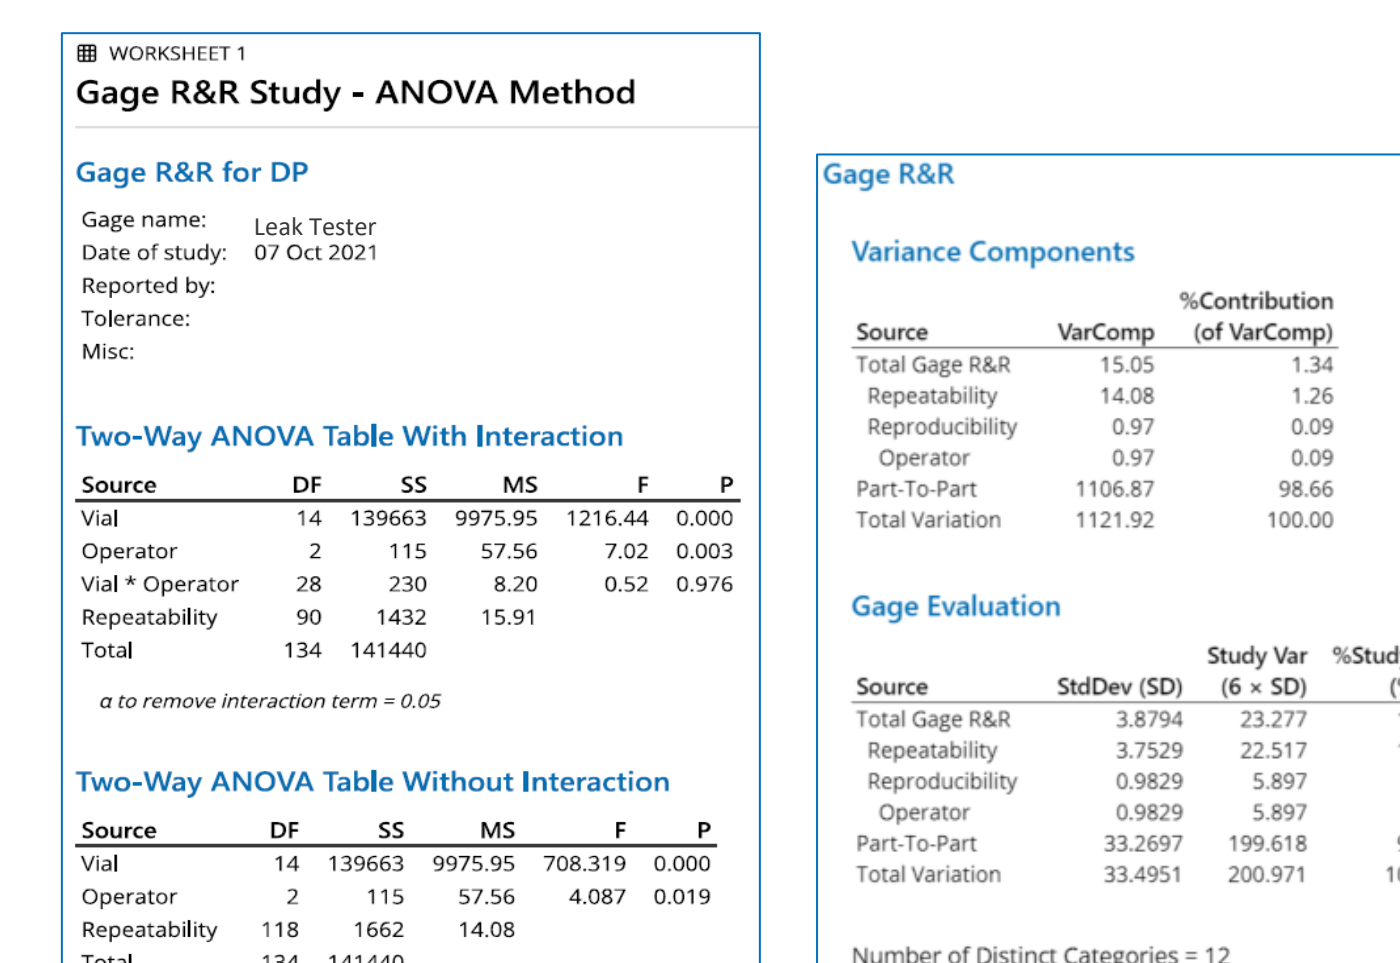 WORKSHEET 1
Gage R&R Study - ANOVA Method
Gage R&R for DP
Gage name: Leak Tester
Date of study: 07 Oct 2021
Reported by:
Tolerance:
Misc:
Two-Way ANOVA Table With Interaction
Source DF SS MS F P
Vial 14 139663 9975.95 1216.44 0.000
Operator 2 115 57.56 7.02 0.003
Vial * Operator 28 230 8.20 0.52 0.976
Repeatability 90 1432 15.91
Total 134 141440
α to remove interaction term = 0.05
Two-Way ANOVA Table Without Interaction
Source DF SS MS F P
Vial 14 139663 9975.95 708.319 0.000
Operator 2 115 57.56 4.087 0.019
Repeatability 118 1662 14.08
Total 134 141440
Gage R&R
Variance Components
%Contribution
Source VarComp (of VarComp)
Total Gage R&R 15.05 1.34
Repeatability 14.08 1.26
Reproducibility 0.97 0.09
Operator 0.97 0.09
Part-To-Part 1106.87 98.66
Total Variation 1121.92 100.00
Gage Evaluation
Study Var %Stud
Source StdDev (SD) (6 × SD)
Total Gage R&R 3.8794 23.277
Repeatability 3.7529 22.517
Reproducibility 0.9829 5.897
Operator 0.9829 5.897
Part-To-Part 33.2697 199.618
Total Variation 33.4951 200.971
Number of Distinct Categories = 12